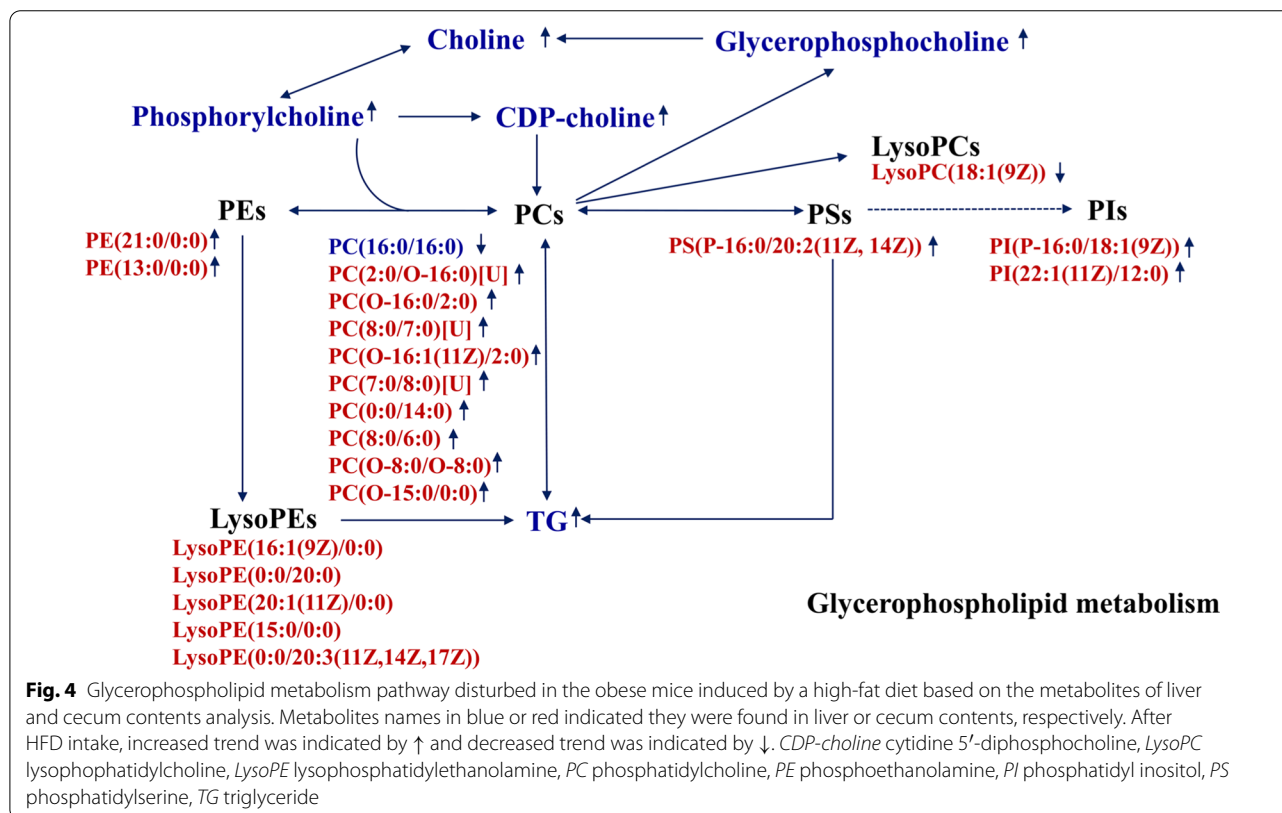 Choline ↑
Glycerophosphocholine ↑
Phosphorylcholine ↑
CDP-choline ↑
LysoPCs
LysoPC(18:1(9Z)) ↓
PEs
PCs
PSs
PIs
PE(21:0/0:0) ↑
PE(13:0/0:0) ↑
PC(16:0/16:0) ↓
PC(2:0/O-16:0)[U] ↑
PC(O-16:0/2:0) ↑
PC(8:0/7:0)[U] ↑
PC(O-16:1(11Z)/2:0) ↑
PC(7:0/8:0)[U] ↑
PC(0:0/14:0) ↑
PC(8:0/6:0) ↑
PC(O-8:0/O-8:0) ↑
PC(O-15:0/0:0) ↑
PS(P-16:0/20:2(11Z, 14Z)) ↑
PI(P-16:0/18:1(9Z)) ↑
PI(22:1(11Z)/12:0) ↑
LysoPEs
TG ↑
LysoPE(16:1(9Z)/0:0)
LysoPE(0:0/20:0)
LysoPE(20:1(11Z)/0:0)
LysoPE(15:0/0:0)
LysoPE(0:0/20:3(11Z,14Z,17Z))
Glycerophospholipid metabolism
Fig. 4 Glycerophospholipid metabolism pathway disturbed in the obese mice induced by a high-fat diet based on the metabolites of liver
and cecum contents analysis. Metabolites names in blue or red indicated they were found in liver or cecum contents, respectively. After
HFD intake, increased trend was indicated by ↑ and decreased trend was indicated by ↓. CDP-choline cytidine 5′-diphosphocholine, LysoPC
lysophophatidylcholine, LysoPE lysophosphatidylethanolamine, PC phosphatidylcholine, PE phosphoethanolamine, PI phosphatidyl inositol, PS
phosphatidylserine, TG triglyceride